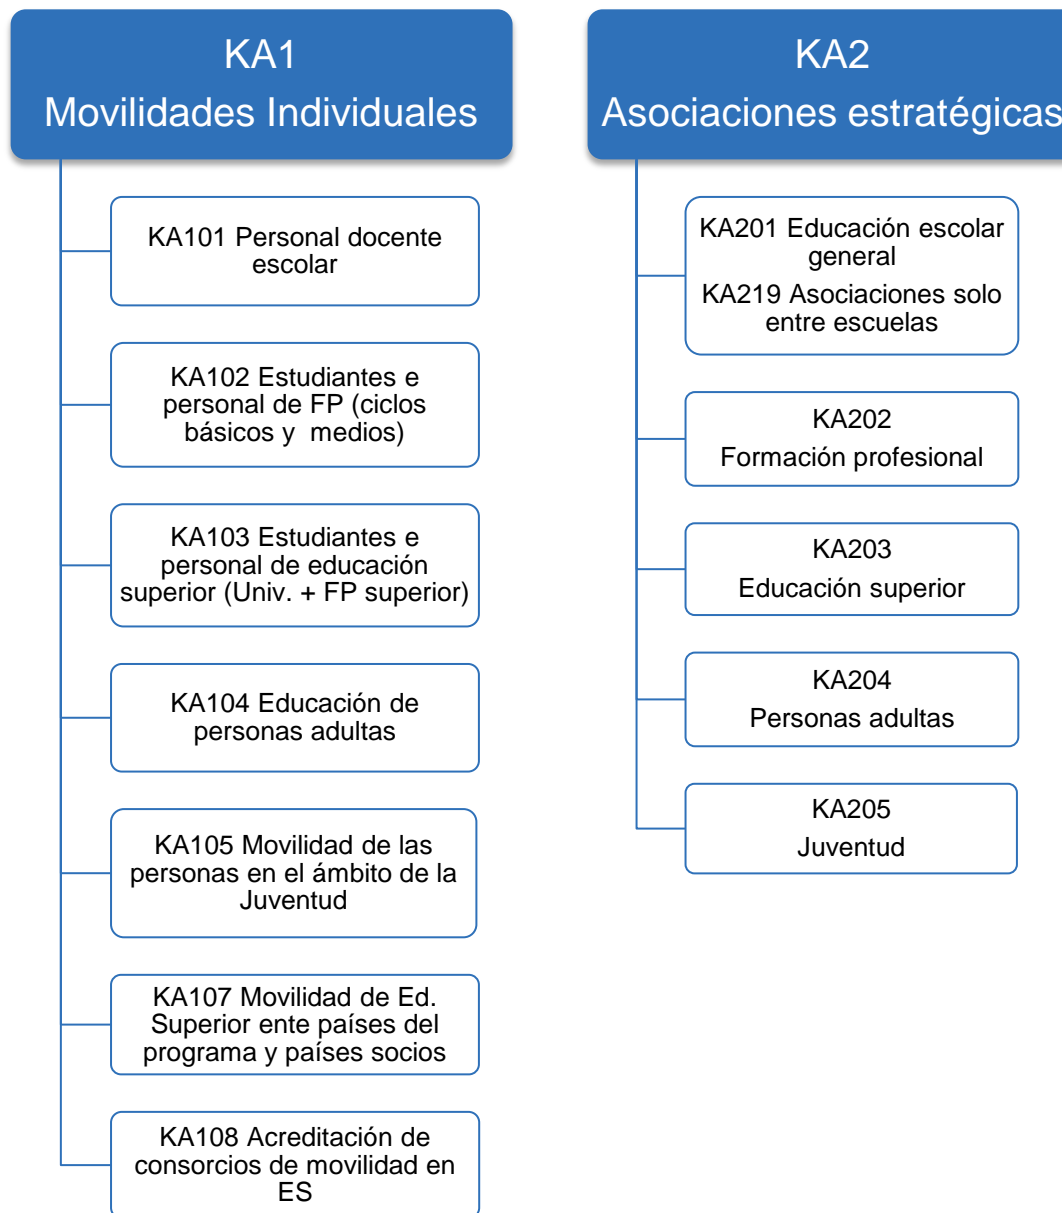 KA1
Movilidades Individuales
KA101 Personal docente
escolar
KA102 Estudiantes e
personal de FP (ciclos
básicos y  medios)
KA103 Estudiantes e
personal de educación
superior (Univ. + FP superior)
KA104 Educación de
personas adultas
KA105 Movilidad de las
personas en el ámbito de la
Juventud
KA107 Movilidad de Ed.
Superior ente países del
programa y países socios
KA108 Acreditación de
consorcios de movilidad en
ES
KA2
Asociaciones estratégicas
KA201 Educación escolar
general
KA219 Asociaciones solo
entre escuelas
KA202
Formación profesional
KA203
Educación superior
KA204
Personas adultas
KA205
Juventud